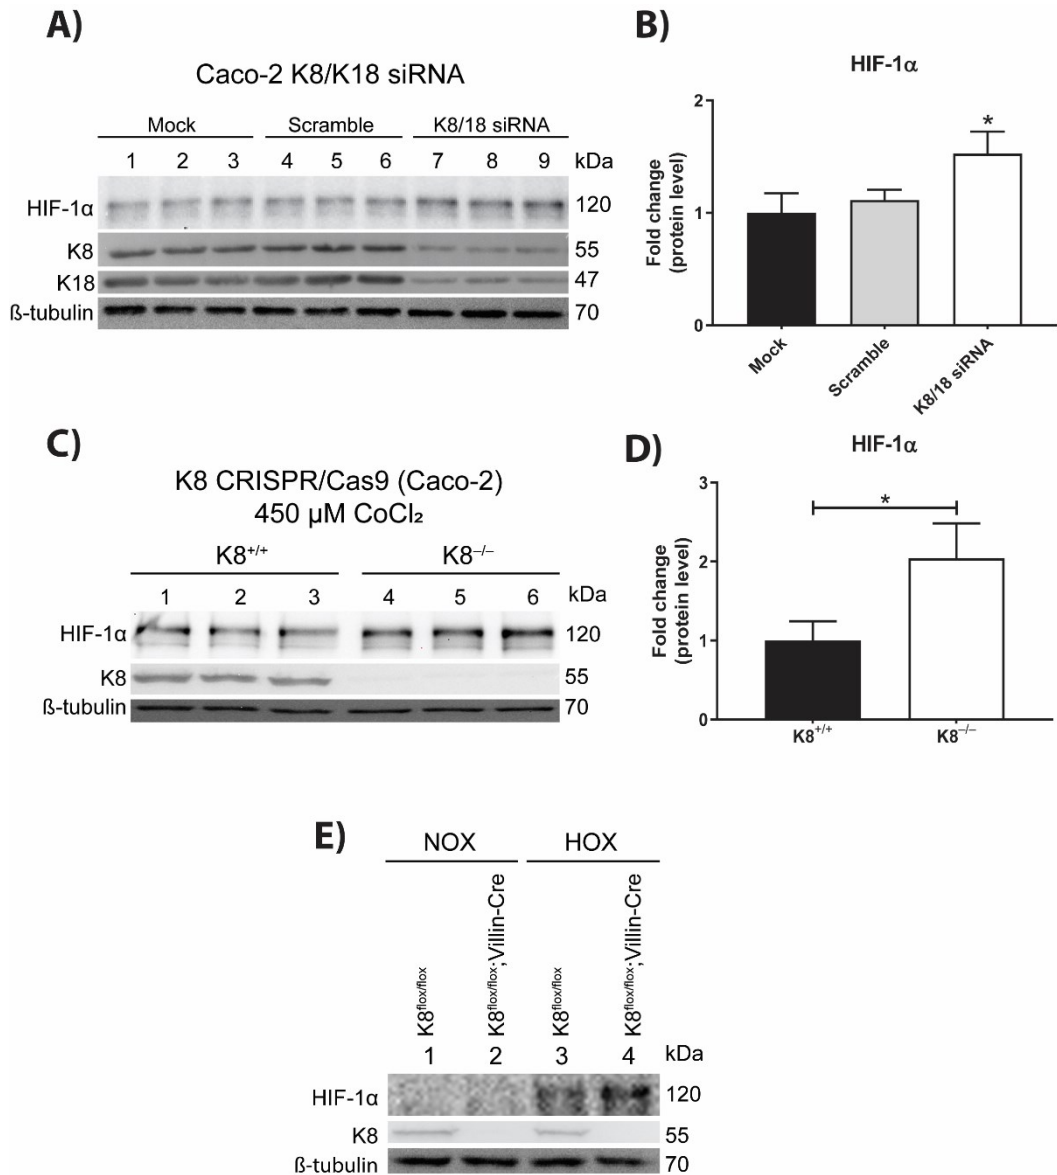 A)
Caco-2 K8/K18 siRNA
Mock Scramble K8/18 siRNA
1 2 3 4 5 6 7 8 9 kDa
HIF-1α 120
K8 55
K18 47
ß-tubulin 70
B)
HIF-1α
Fold change
(protein level)
2
1
0
*
Mock
Scramble
K8/18 siRNA
C)
K8 CRISPR/Cas9 (Caco-2)
450 µM CoCl₂
K8⁺/⁺ K8⁻/⁻
1 2 3 4 5 6 kDa
HIF-1α 120
K8 55
ß-tubulin 70
D)
HIF-1α
Fold change
(protein level)
3
2
1
0
*
K8⁺/⁺ K8⁻/⁻
E)
NOX HOX
K8flox/flox
K8flox/flox;Villin-Cre
K8flox/flox
K8flox/flox;Villin-Cre
1 2 3 4 kDa
HIF-1α 120
K8 55
ß-tubulin 70